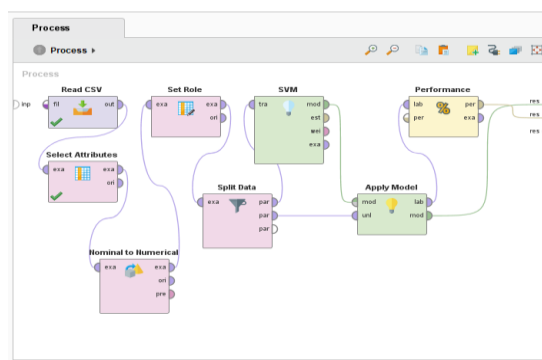 Process
Process
Process
Read CSV
inp
fil
out
Select Attributes
exa
exa
ori
Nominal to Numerical
exa
exa
ori
pre
Set Role
exa
exa
ori
Split Data
exa
par
par
par
SVM
tra
mod
est
wei
exa
Apply Model
mod
lab
unl
mod
Performance
lab
per
per
exa
res
res
res